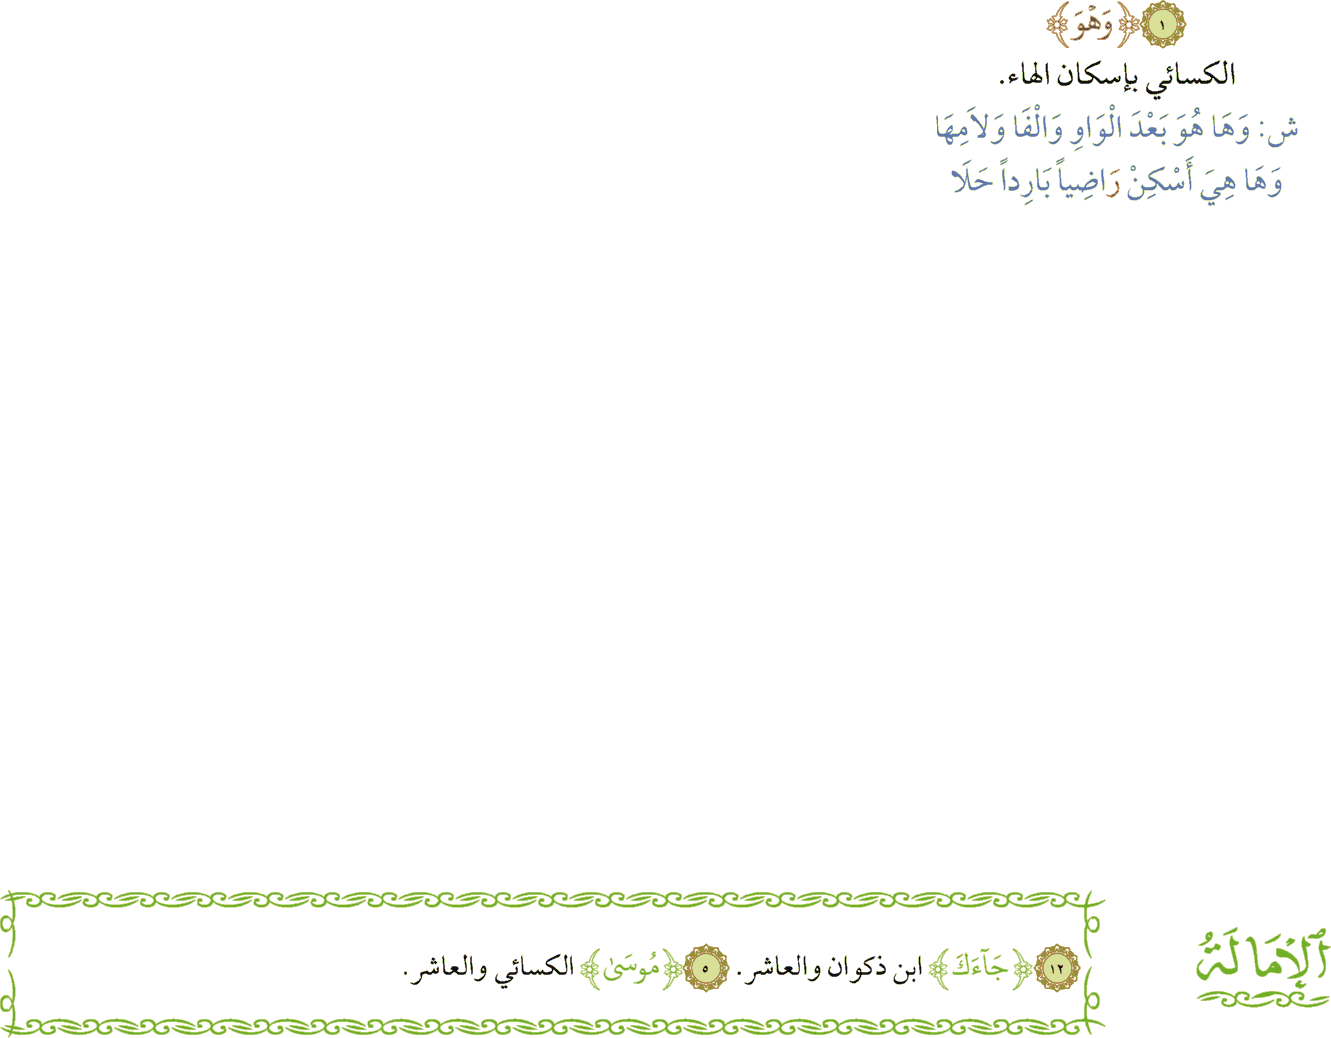 ١ ﴿وَهْوَ﴾
الكسائي بإسكان الهاء.
ش: وَهَا هُوَ بَعْدَ الْوَاوِ وَالْفَا وَلاَمِهَا
وَهَا هِيَ أَسْكِنْ رَاضِياً بَارِداً حَلَا
ٱلْإِمَالَةُ
١٢ ﴿جَآءَكَ﴾ ابن ذكوان والعاشر. ٥ ﴿مُوسَىٰ﴾ الكسائي والعاشر.